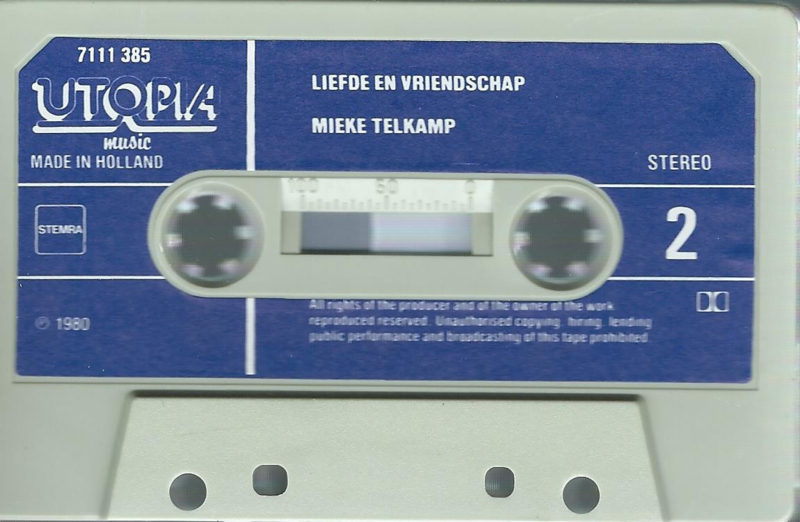 7111 385
UTOPIA
music
MADE IN HOLLAND
LIEFDE EN VRIENDSCHAP
MIEKE TELKAMP
STEREO
100 50 0
STEMRA
2
℗ 1980
All rights of the producer and of the owner of the work
reproduced reserved. Unauthorised copying, hiring, lending
public performance and broadcasting of this tape prohibited